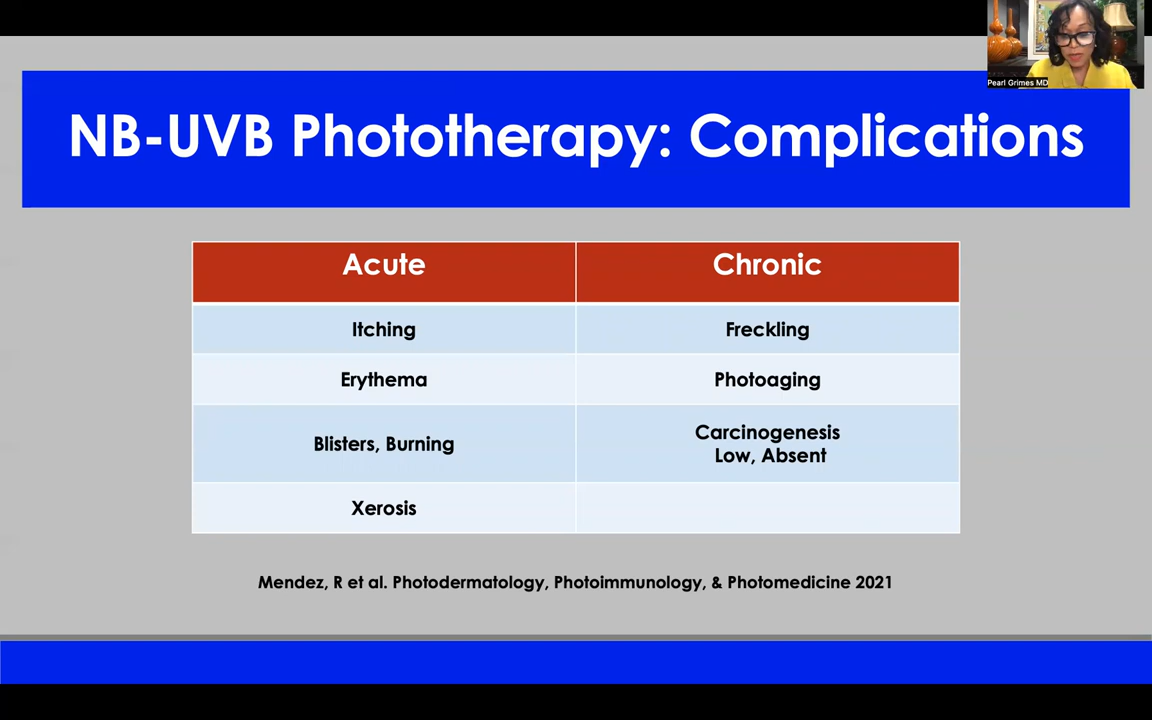 Pearl Grimes MD
NB-UVB Phototherapy: Complications
Acute
Chronic
Itching
Freckling
Erythema
Photoaging
Blisters, Burning
Carcinogenesis
Low, Absent
Xerosis
Mendez, R et al. Photodermatology, Photoimmunology, & Photomedicine 2021